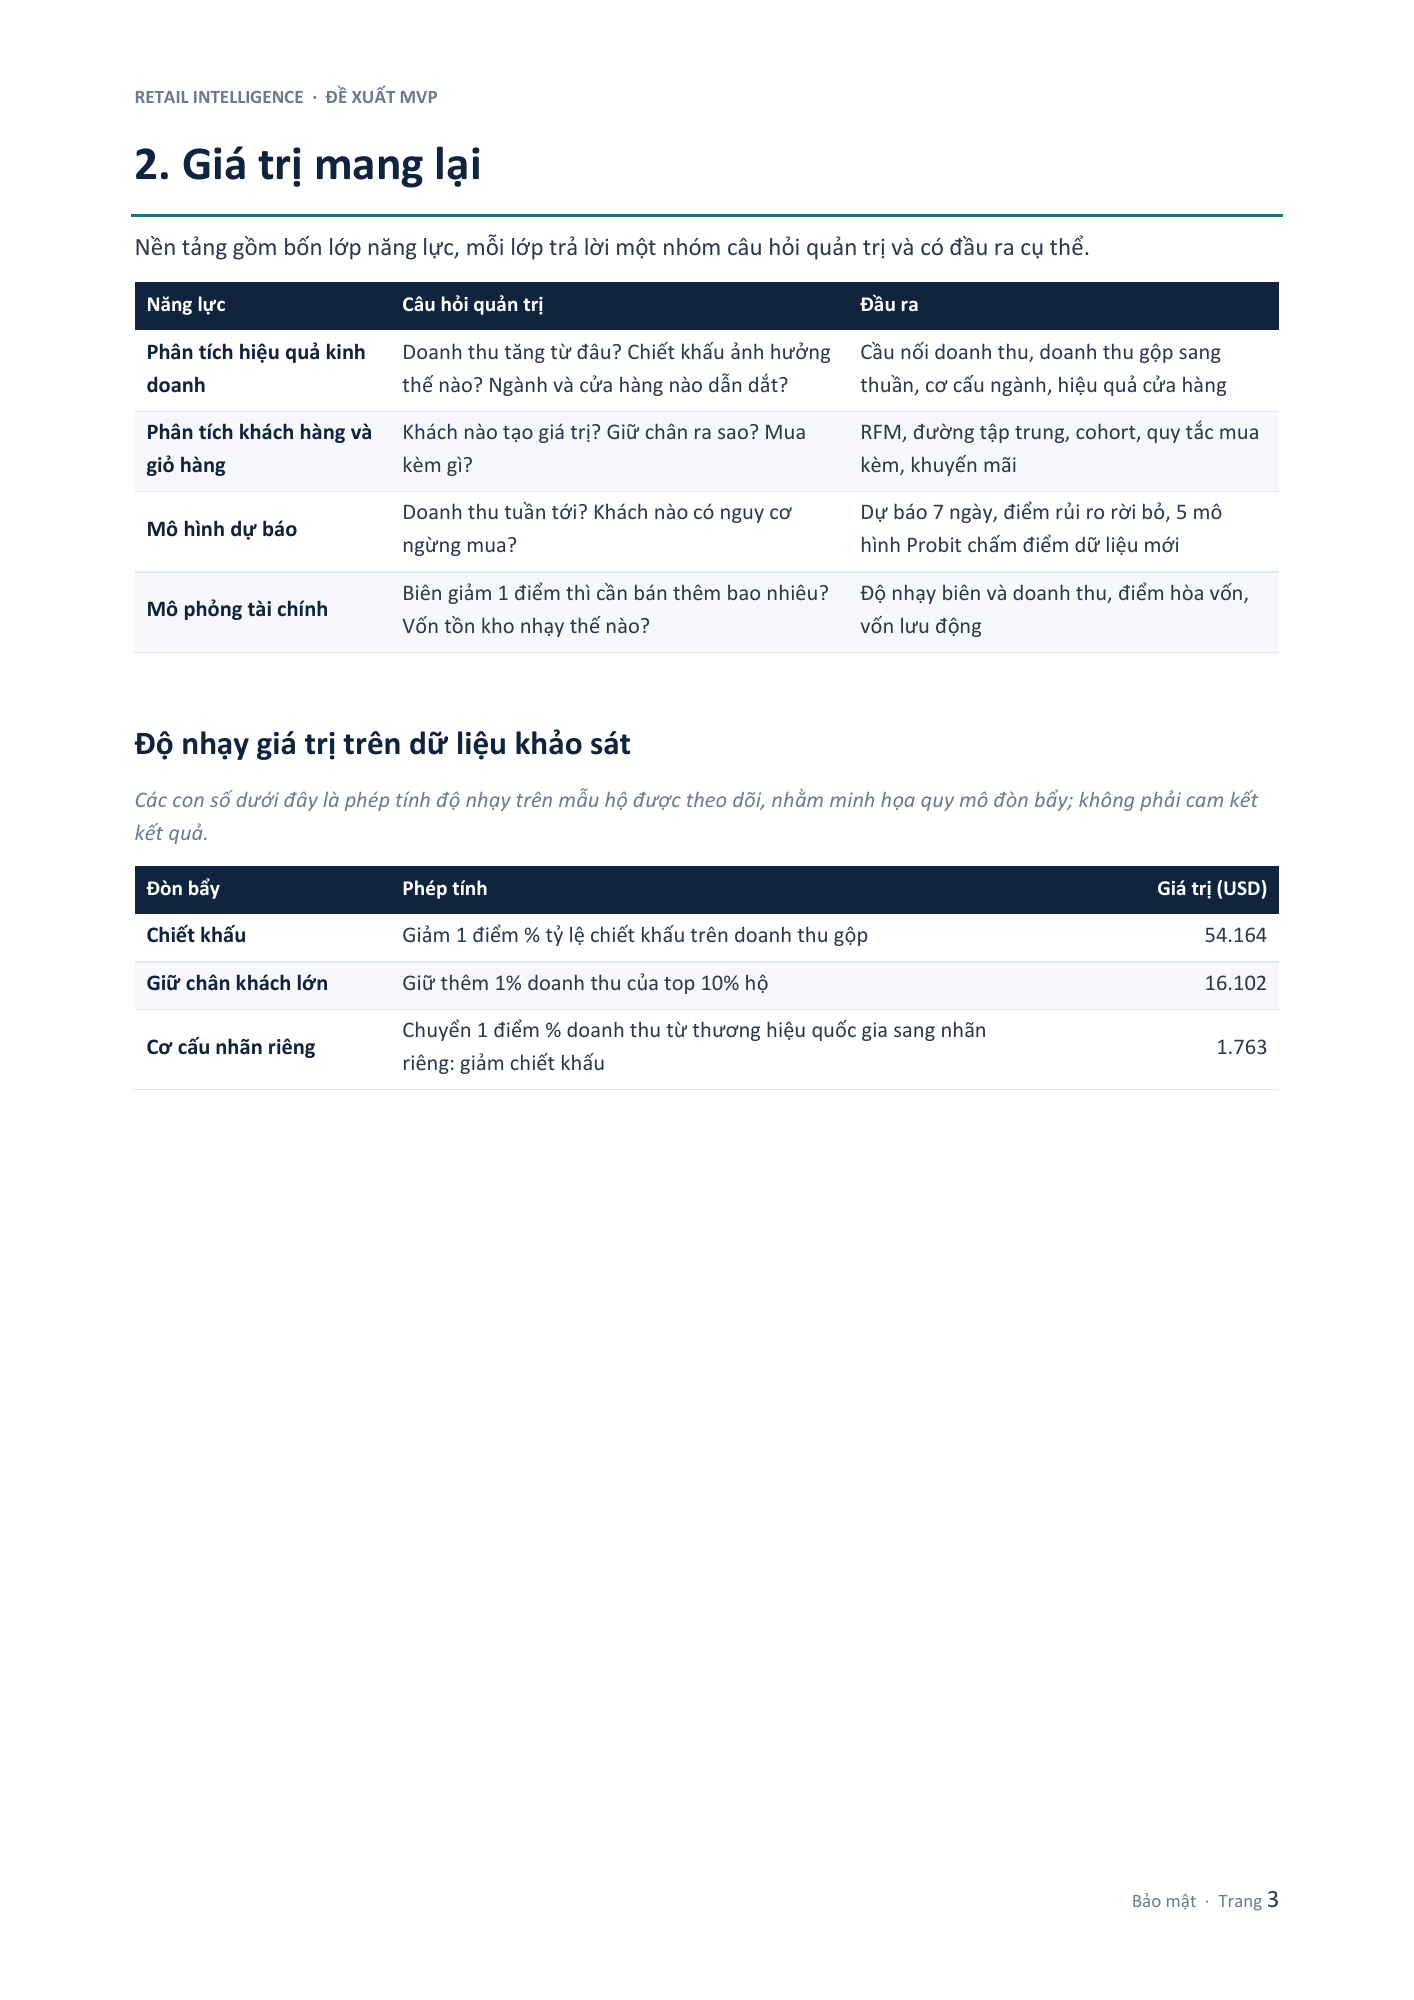 RETAIL INTELLIGENCE · ĐỀ XUẤT MVP
2. Giá trị mang lại
Nền tảng gồm bốn lớp năng lực, mỗi lớp trả lời một nhóm câu hỏi quản trị và có đầu ra cụ thể.
Năng lực Câu hỏi quản trị Đầu ra
Phân tích hiệu quả kinh doanh Doanh thu tăng từ đâu? Chiết khấu ảnh hưởng thế nào? Ngành và cửa hàng nào dẫn dắt? Cầu nối doanh thu, doanh thu gộp sang thuần, cơ cấu ngành, hiệu quả cửa hàng
Phân tích khách hàng và giỏ hàng Khách nào tạo giá trị? Giữ chân ra sao? Mua kèm gì? RFM, đường tập trung, cohort, quy tắc mua kèm, khuyến mãi
Mô hình dự báo Doanh thu tuần tới? Khách nào có nguy cơ ngừng mua? Dự báo 7 ngày, điểm rủi ro rời bỏ, 5 mô hình Probit chấm điểm dữ liệu mới
Mô phỏng tài chính Biên giảm 1 điểm thì cần bán thêm bao nhiêu? Vốn tồn kho nhạy thế nào? Độ nhạy biên và doanh thu, điểm hòa vốn, vốn lưu động
Độ nhạy giá trị trên dữ liệu khảo sát
Các con số dưới đây là phép tính độ nhạy trên mẫu hộ được theo dõi, nhằm minh họa quy mô đòn bẩy; không phải cam kết
kết quả.
Đòn bẩy Phép tính Giá trị (USD)
Chiết khấu Giảm 1 điểm % tỷ lệ chiết khấu trên doanh thu gộp 54.164
Giữ chân khách lớn Giữ thêm 1% doanh thu của top 10% hộ 16.102
Cơ cấu nhãn riêng Chuyển 1 điểm % doanh thu từ thương hiệu quốc gia sang nhãn riêng: giảm chiết khấu 1.763
Bảo mật · Trang 3